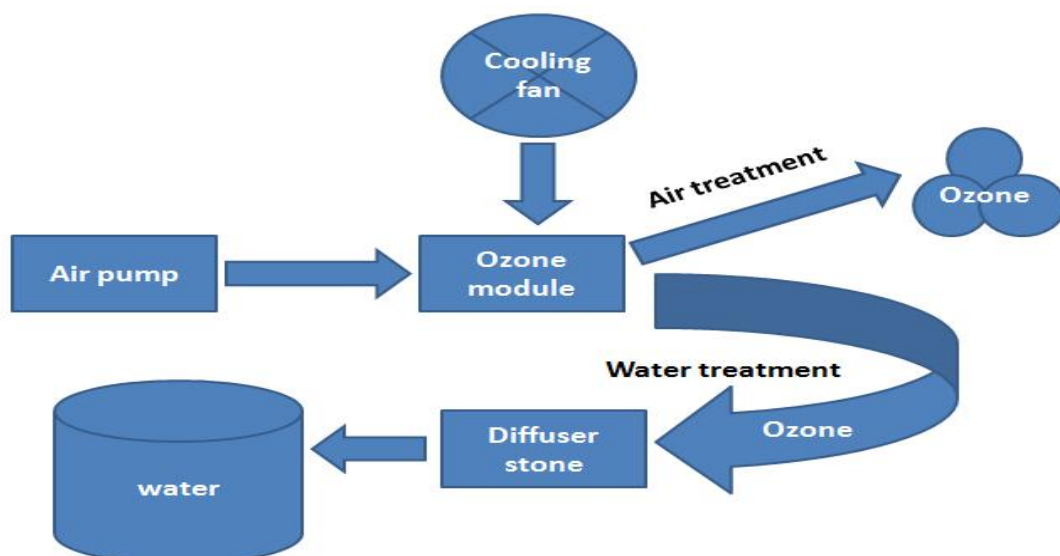 Cooling
fan
Air treatment
Ozone
Air pump
Ozone
module
Water treatment
Ozone
Diffuser
stone
water